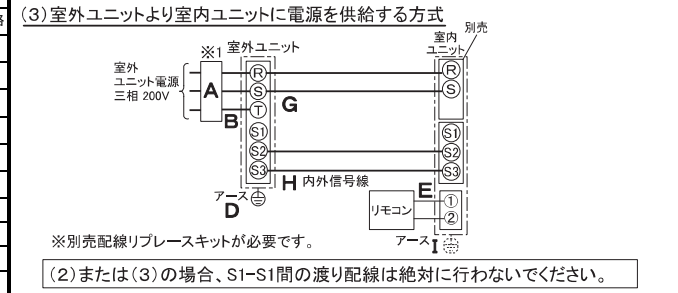 (3)室外ユニットより室内ユニットに電源を供給する方式
別売
※1 室外ユニット
室内
ユニット
室外
ユニット電源
三相 200V
A
B
R
S
T
S1
S2
S3
G
H 内外信号線
アース
D
R
S
S1
S2
S3
E
リモコン
①
②
アース I
※別売配線リプレースキットが必要です。
(2)または(3)の場合、S1-S1間の渡り配線は絶対に行わないでください。